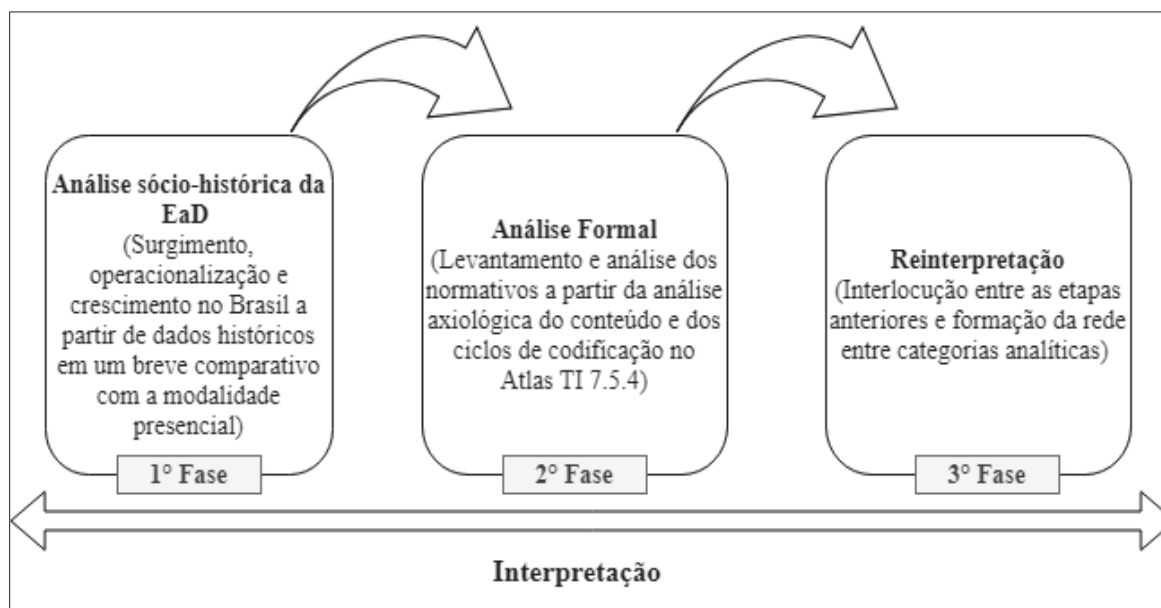 Análise sócio-histórica da
EaD
(Surgimento,
operacionalização e
crescimento no Brasil a
partir de dados históricos
em um breve comparativo
com a modalidade
presencial)
1° Fase
Análise Formal
(Levantamento e análise dos
normativos a partir da análise
axiológica do conteúdo e dos
ciclos de codificação no
Atlas TI 7.5.4)
2° Fase
Reinterpretação
(Interlocução entre as etapas
anteriores e formação da rede
entre categorias analíticas)
3° Fase
Interpretação